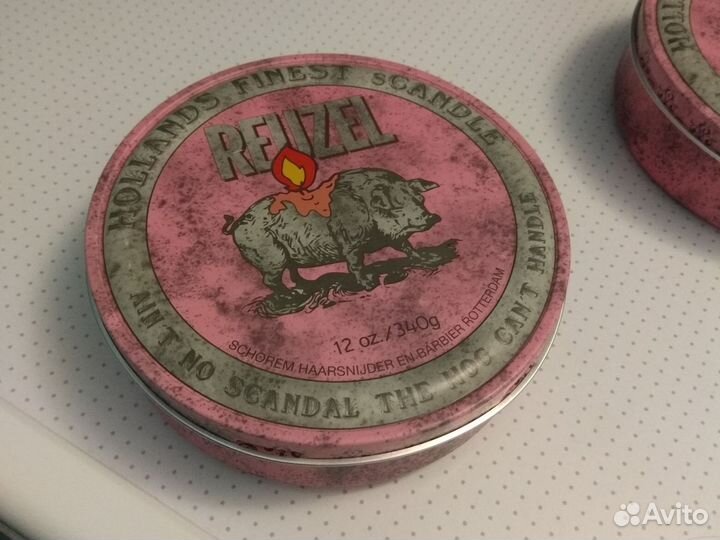 HOLLANDS FINEST sCANDLE
REUZEL
12 oz./340g
SCHOREM HAARSNIJDER EN BARBIER ROTTERDAM
AIN'T NO SCANDAL THE HOG CAN'T HANDLE
HOLL
Avito